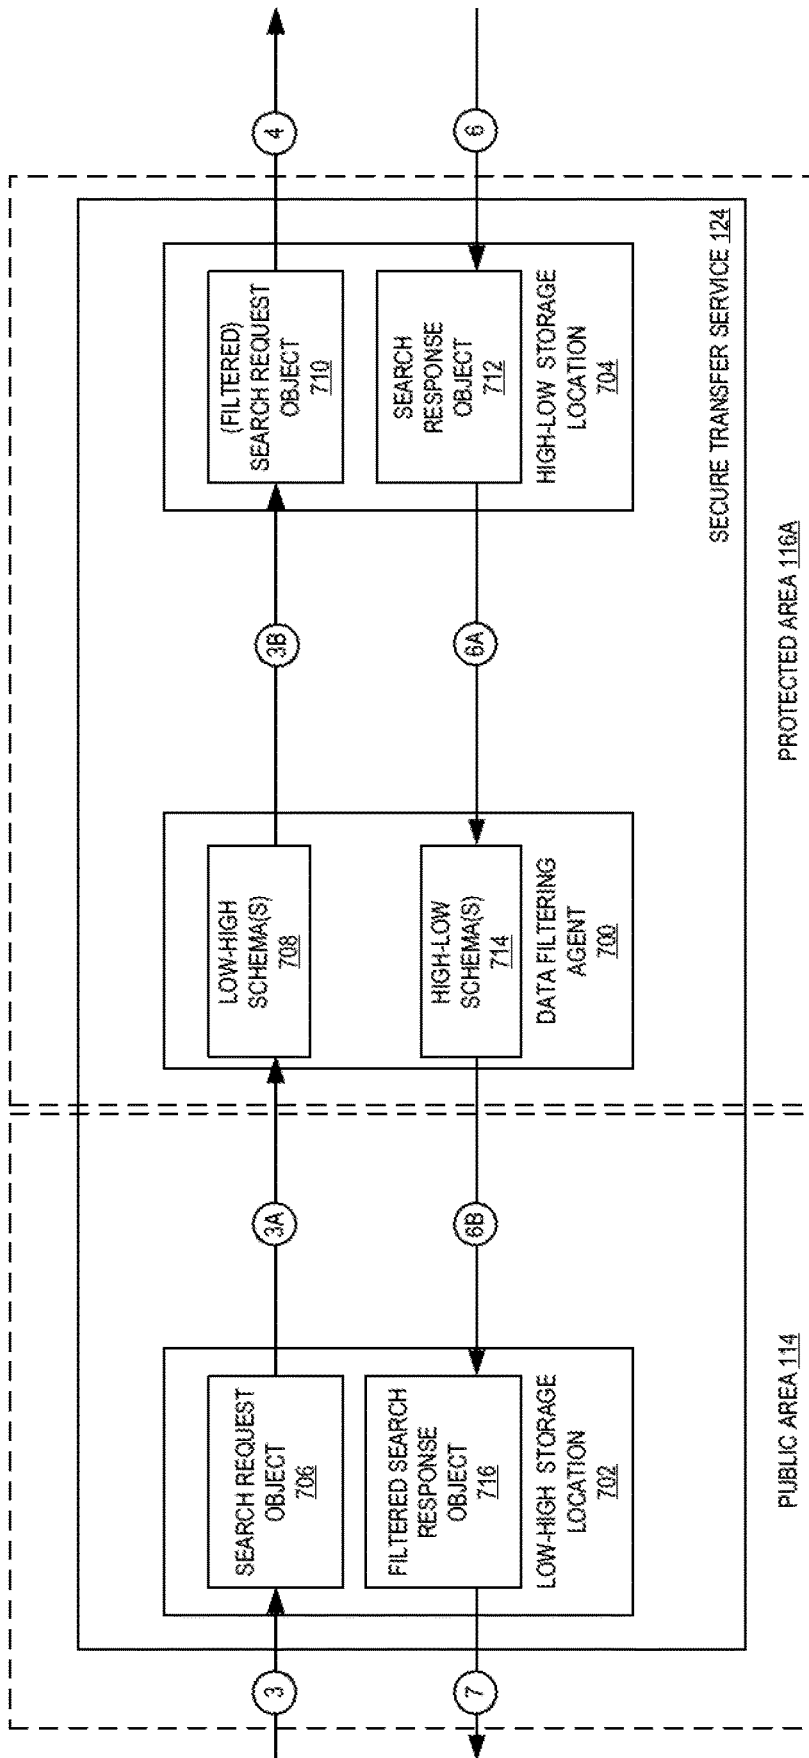 3
SEARCH REQUEST
OBJECT
706
FILTERED SEARCH
RESPONSE
OBJECT
716
LOW-HIGH STORAGE
LOCATION
702
7
PUBLIC AREA 114
3A
6B
LOW-HIGH
SCHEMA(S)
708
HIGH-LOW
SCHEMA(S)
714
DATA FILTERING
AGENT
700
3B
6A
(FILTERED)
SEARCH REQUEST
OBJECT
710
SEARCH
RESPONSE
OBJECT
712
HIGH-LOW STORAGE
LOCATION
704
SECURE TRANSFER SERVICE 124
PROTECTED AREA 116A
4
6